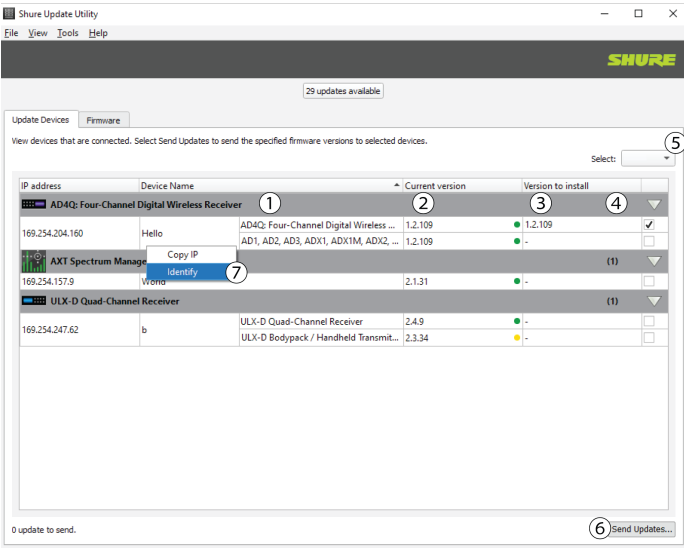 Shure Update Utility
File View Tools Help
SHURE
29 updates available
Update Devices Firmware
View devices that are connected. Select Send Updates to send the specified firmware versions to selected devices.
5
Select:
IP address Device Name Current version Version to install
AD4Q: Four-Channel Digital Wireless Receiver 1 2 3 4
169.254.204.160 Hello AD4Q: Four-Channel Digital Wireless ... 1.2.109 1.2.109
AD1, AD2, AD3, ADX1, ADX1M, ADX2, ... 1.2.109 -
Copy IP
AXT Spectrum Manage (1)
Identify 7
169.254.157.9 World 2.1.31 -
ULX-D Quad-Channel Receiver (1)
169.254.247.62 b ULX-D Quad-Channel Receiver 2.4.9 -
ULX-D Bodypack / Handheld Transmit... 2.3.34 -
0 update to send. 6 Send Updates...